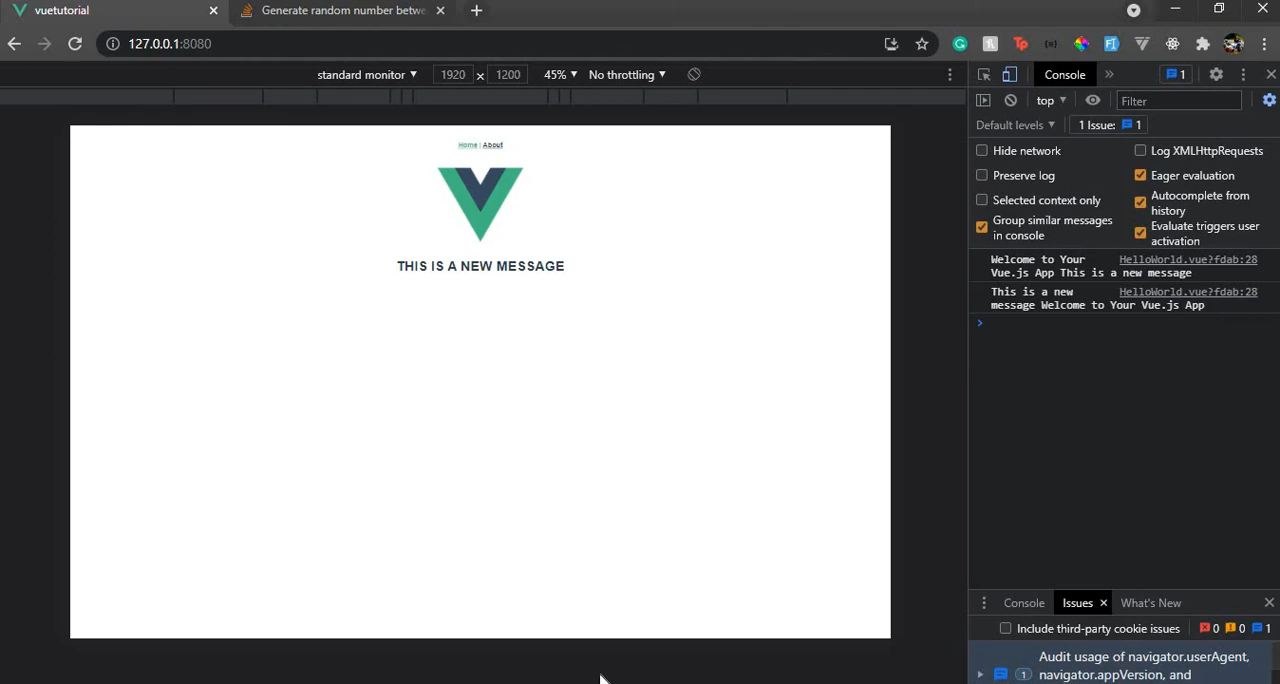 vuetutorial
Generate random number betwe
127.0.0.1:8080
standard monitor 1920 × 1200 45% No throttling
Console 1
top Filter
Default levels 1 Issue: 1
Hide network Log XMLHttpRequests
Preserve log Eager evaluation
Selected context only Autocomplete from
history
Group similar messages
in console Evaluate triggers user
activation
Home | About
THIS IS A NEW MESSAGE
Welcome to Your HelloWorld.vue?fdab:28
Vue.js App This is a new message
This is a new HelloWorld.vue?fdab:28
message Welcome to Your Vue.js App
Console Issues What's New
Include third-party cookie issues 0 0 1
Audit usage of navigator.userAgent,
1 navigator.appVersion, and